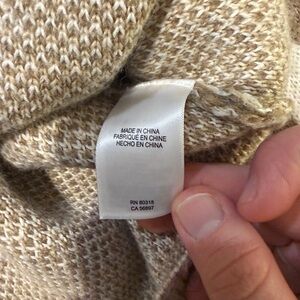 MADE IN CHINA
FABRIQUÉ EN CHINE
HECHO EN CHINA
RN 80318
CA 56897